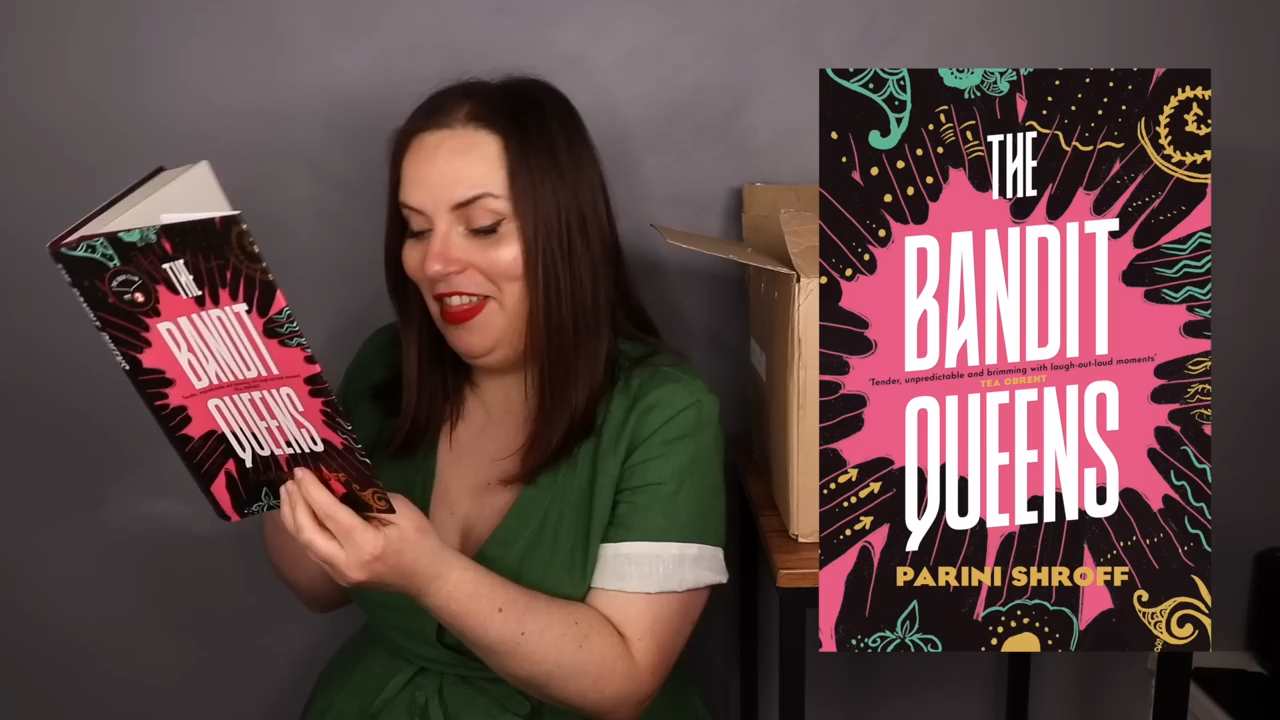 THE
BANDIT
QUEENS
THE
BANDIT
'Tender, unpredictable and brimming with laugh-out-loud moments'
TEA OBREHT
QUEENS
PARINI SHROFF